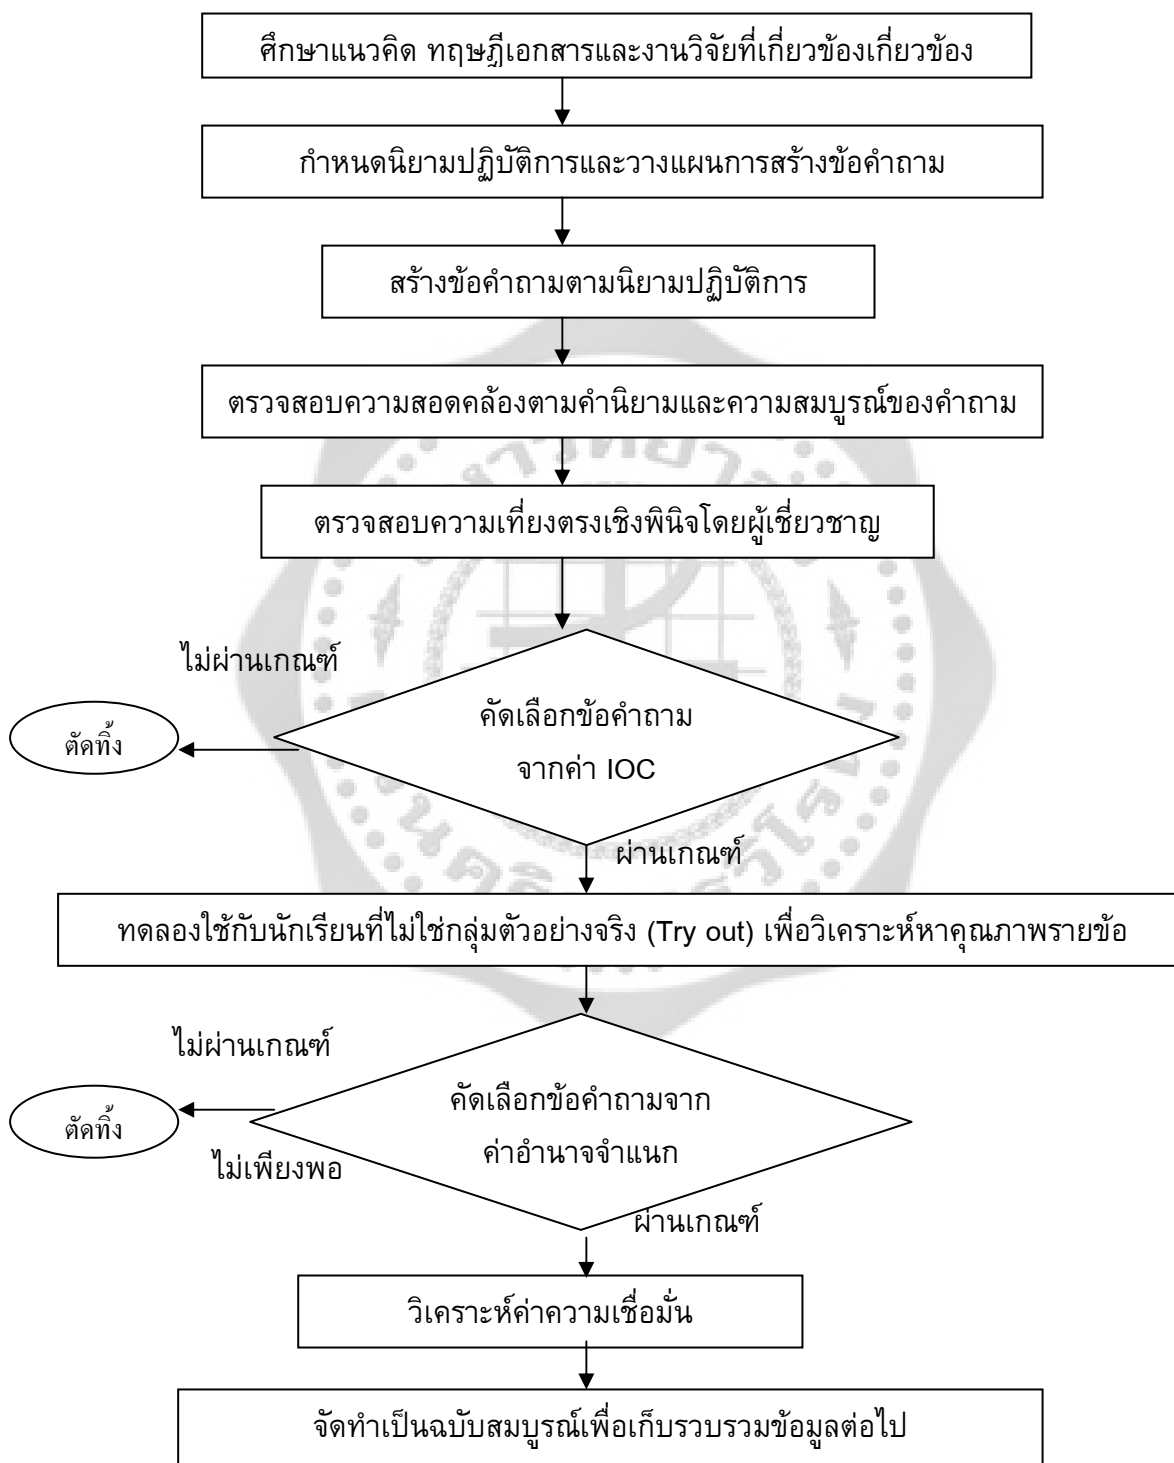 ศึกษาแนวคิด ทฤษฎีเอกสารและงานวิจัยที่เกี่ยวข้องเกี่ยวข้อง
กำหนดนิยามปฏิบัติการและวางแผนการสร้างข้อคำถาม
สร้างข้อคำถามตามนิยามปฏิบัติการ
ตรวจสอบความสอดคล้องตามคำนิยามและความสมบูรณ์ของคำถาม
ตรวจสอบความเที่ยงตรงเชิงพินิจโดยผู้เชี่ยวชาญ
ไม่ผ่านเกณฑ์
คัดเลือกข้อคำถาม
จากค่า IOC
ตัดทิ้ง
ผ่านเกณฑ์
ทดลองใช้กับนักเรียนที่ไม่ใช่กลุ่มตัวอย่างจริง (Try out) เพื่อวิเคราะห์หาคุณภาพรายข้อ
ไม่ผ่านเกณฑ์
คัดเลือกข้อคำถามจาก
ค่าอำนาจจำแนก
ตัดทิ้ง
ไม่เพียงพอ
ผ่านเกณฑ์
วิเคราะห์ค่าความเชื่อมั่น
จัดทำเป็นฉบับสมบูรณ์เพื่อเก็บรวบรวมข้อมูลต่อไป